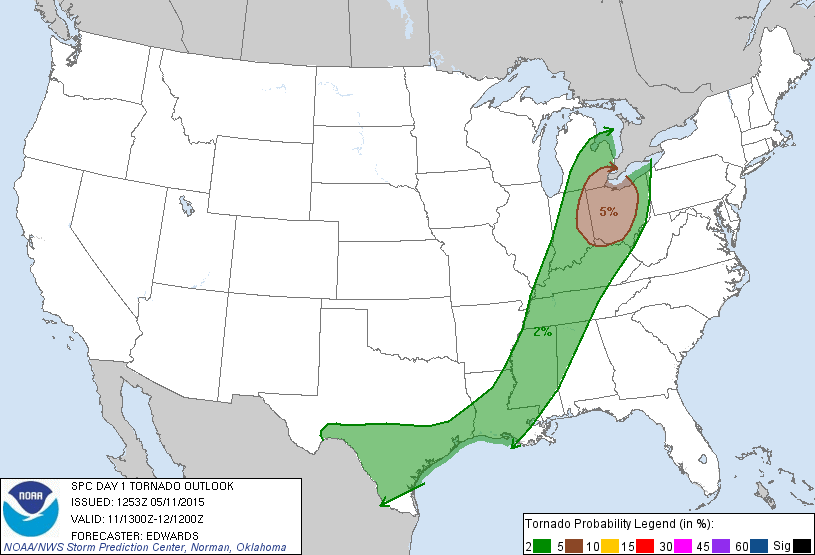 5%
2%
NOAA
SPC DAY 1 TORNADO OUTLOOK
ISSUED: 1253Z 05/11/2015
VALID: 11/1300Z-12/1200Z
FORECASTER: EDWARDS
NOAA/NWS Storm Prediction Center, Norman, Oklahoma
Tornado Probability Legend (in %):
2 5 10 15 30 45 60 Sig